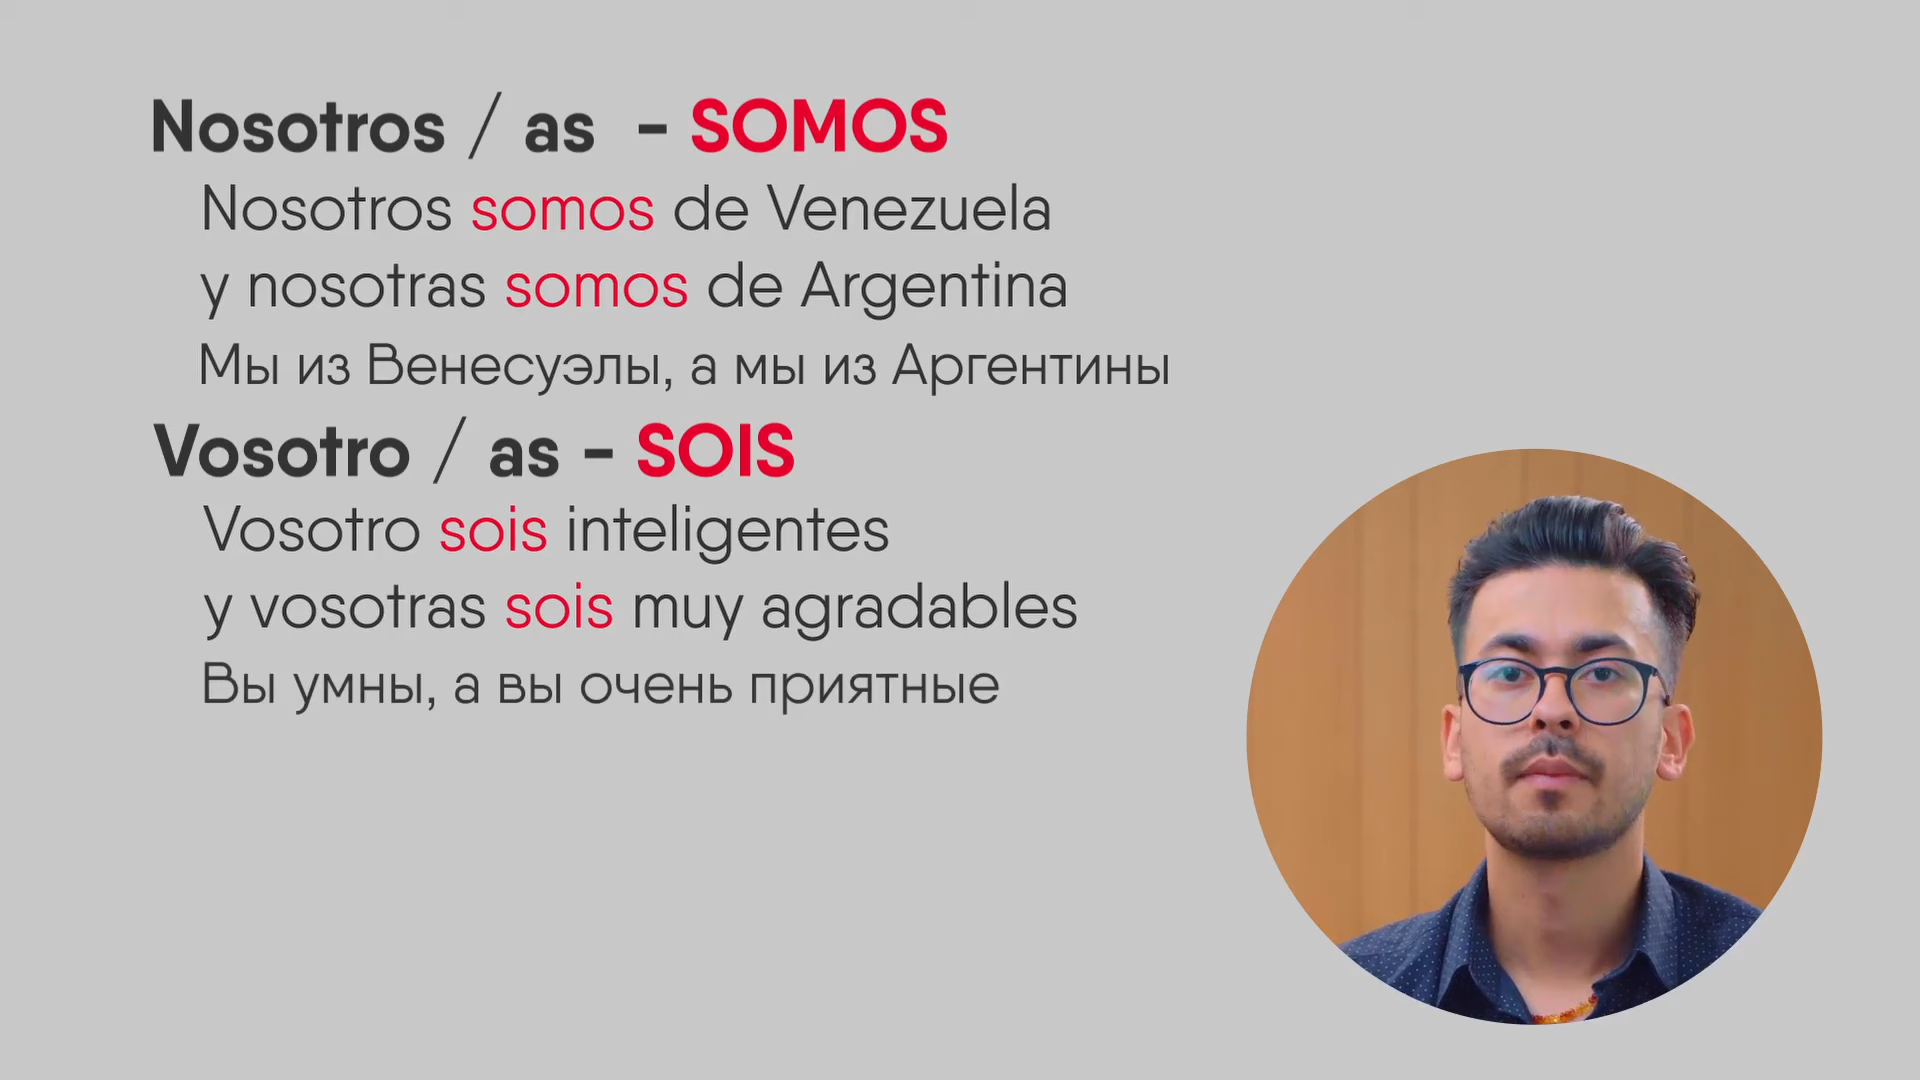 Nosotros / as - SOMOS
Nosotros somos de Venezuela
y nosotras somos de Argentina
Мы из Венесуэлы, а мы из Аргентины
Vosotro / as - SOIS
Vosotro sois inteligentes
y vosotras sois muy agradables
Вы умны, а вы очень приятные